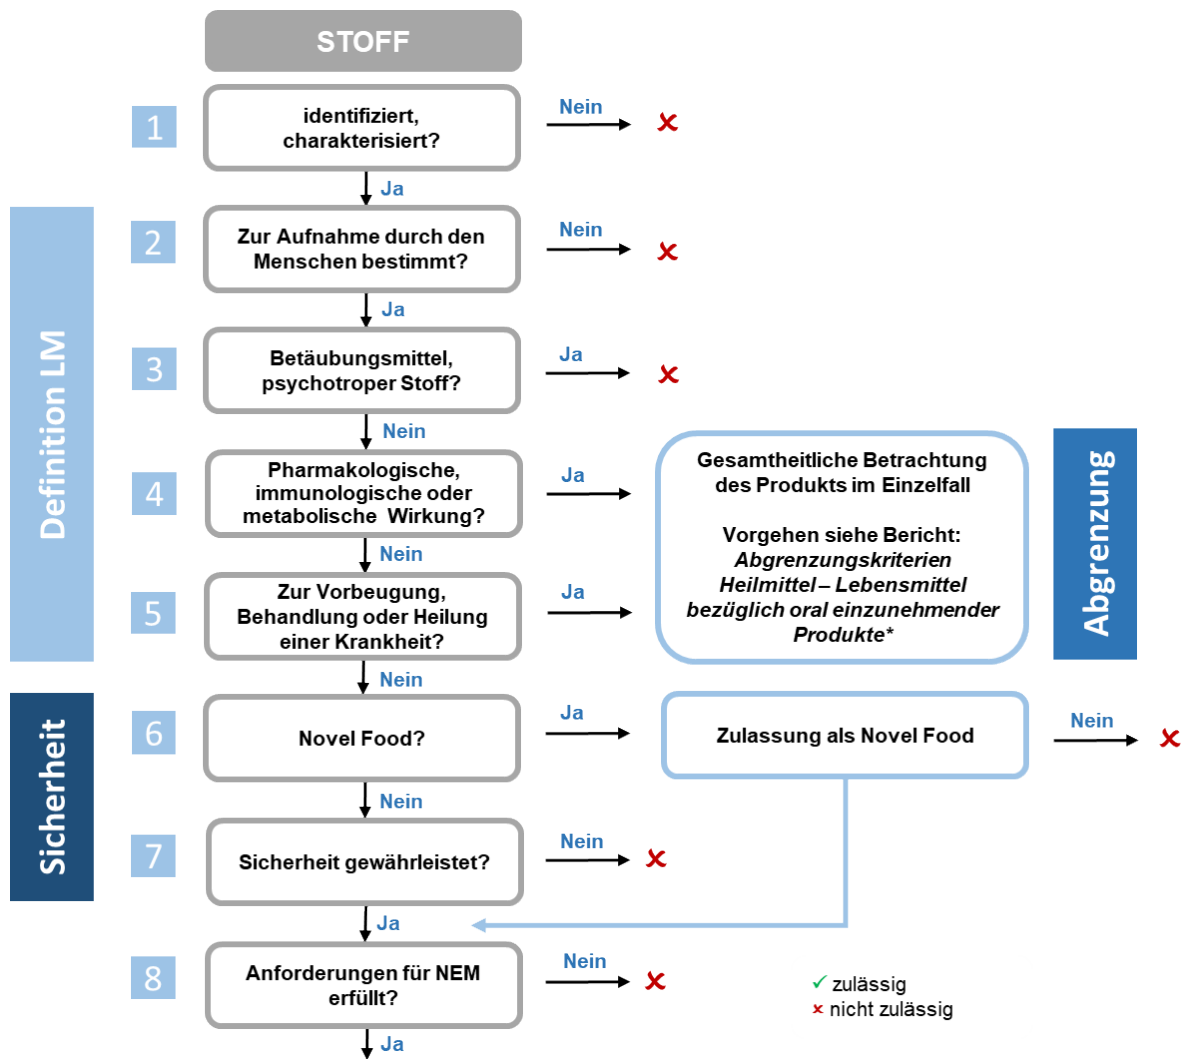 STOFF
1
identifiziert,
charakterisiert?
Nein
Ja
Definition LM
2
Zur Aufnahme durch den
Menschen bestimmt?
Nein
Ja
3
Betäubungsmittel,
psychotroper Stoff?
Ja
Nein
4
Pharmakologische,
immunologische oder
metabolische Wirkung?
Ja
Nein
5
Zur Vorbeugung,
Behandlung oder Heilung
einer Krankheit?
Ja
Nein
Gesamtheitliche Betrachtung
des Produkts im Einzelfall
Vorgehen siehe Bericht:
Abgrenzungskriterien
Heilmittel – Lebensmittel
bezüglich oral einzunehmender
Produkte*
Abgrenzung
Sicherheit
6
Novel Food?
Ja
Zulassung als Novel Food
Nein
Nein
7
Sicherheit gewährleistet?
Nein
Ja
8
Anforderungen für NEM
erfüllt?
Nein
Ja
✓ zulässig
✗ nicht zulässig